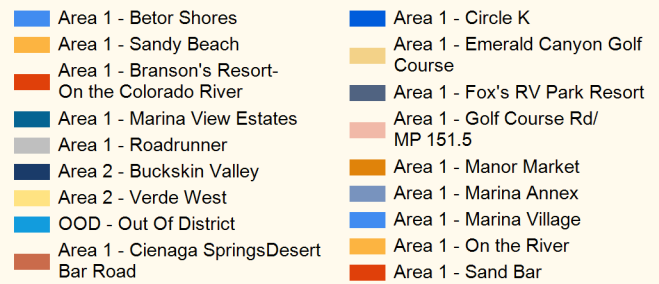 Area 1 - Betor Shores
Area 1 - Sandy Beach
Area 1 - Branson's Resort-
On the Colorado River
Area 1 - Marina View Estates
Area 1 - Roadrunner
Area 2 - Buckskin Valley
Area 2 - Verde West
OOD - Out Of District
Area 1 - Cienaga SpringsDesert
Bar Road
Area 1 - Circle K
Area 1 - Emerald Canyon Golf
Course
Area 1 - Fox's RV Park Resort
Area 1 - Golf Course Rd/
MP 151.5
Area 1 - Manor Market
Area 1 - Marina Annex
Area 1 - Marina Village
Area 1 - On the River
Area 1 - Sand Bar